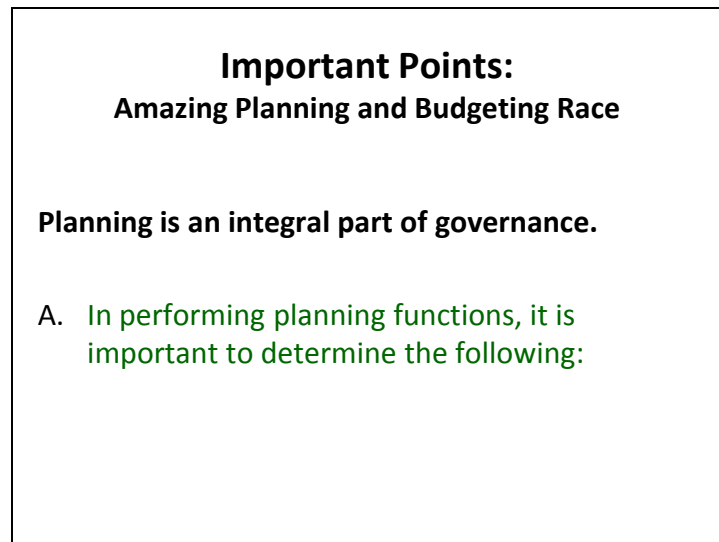 Important Points:
Amazing Planning and Budgeting Race
Planning is an integral part of governance.
A. In performing planning functions, it is
important to determine the following: